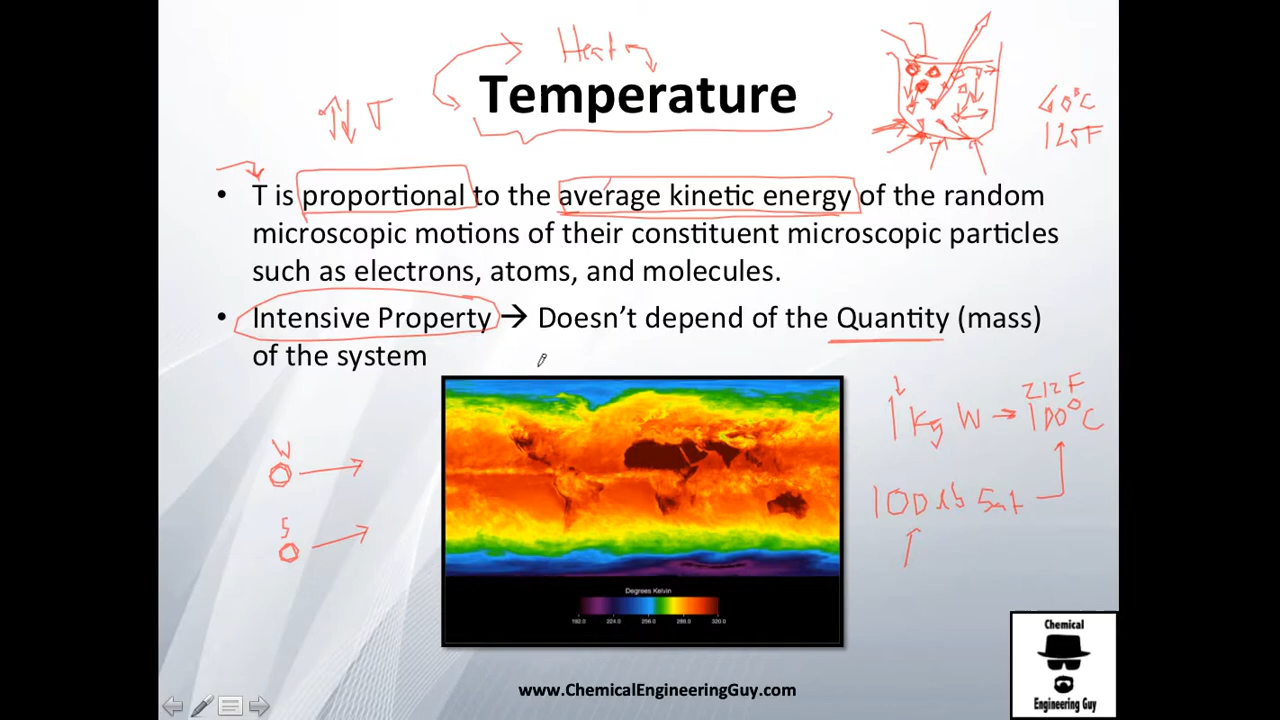 Heat
Temperature
T
60°C
125F
• T is proportional to the average kinetic energy of the random
microscopic motions of their constituent microscopic particles
such as electrons, atoms, and molecules.
• Intensive Property → Doesn't depend of the Quantity (mass)
of the system
212F
1 Kg W → 100°C
W
100 lb
S
Degrees Kelvin
192.0 224.0 256.0 288.0 320.0
Chemical
Engineering Guy
www.ChemicalEngineeringGuy.com